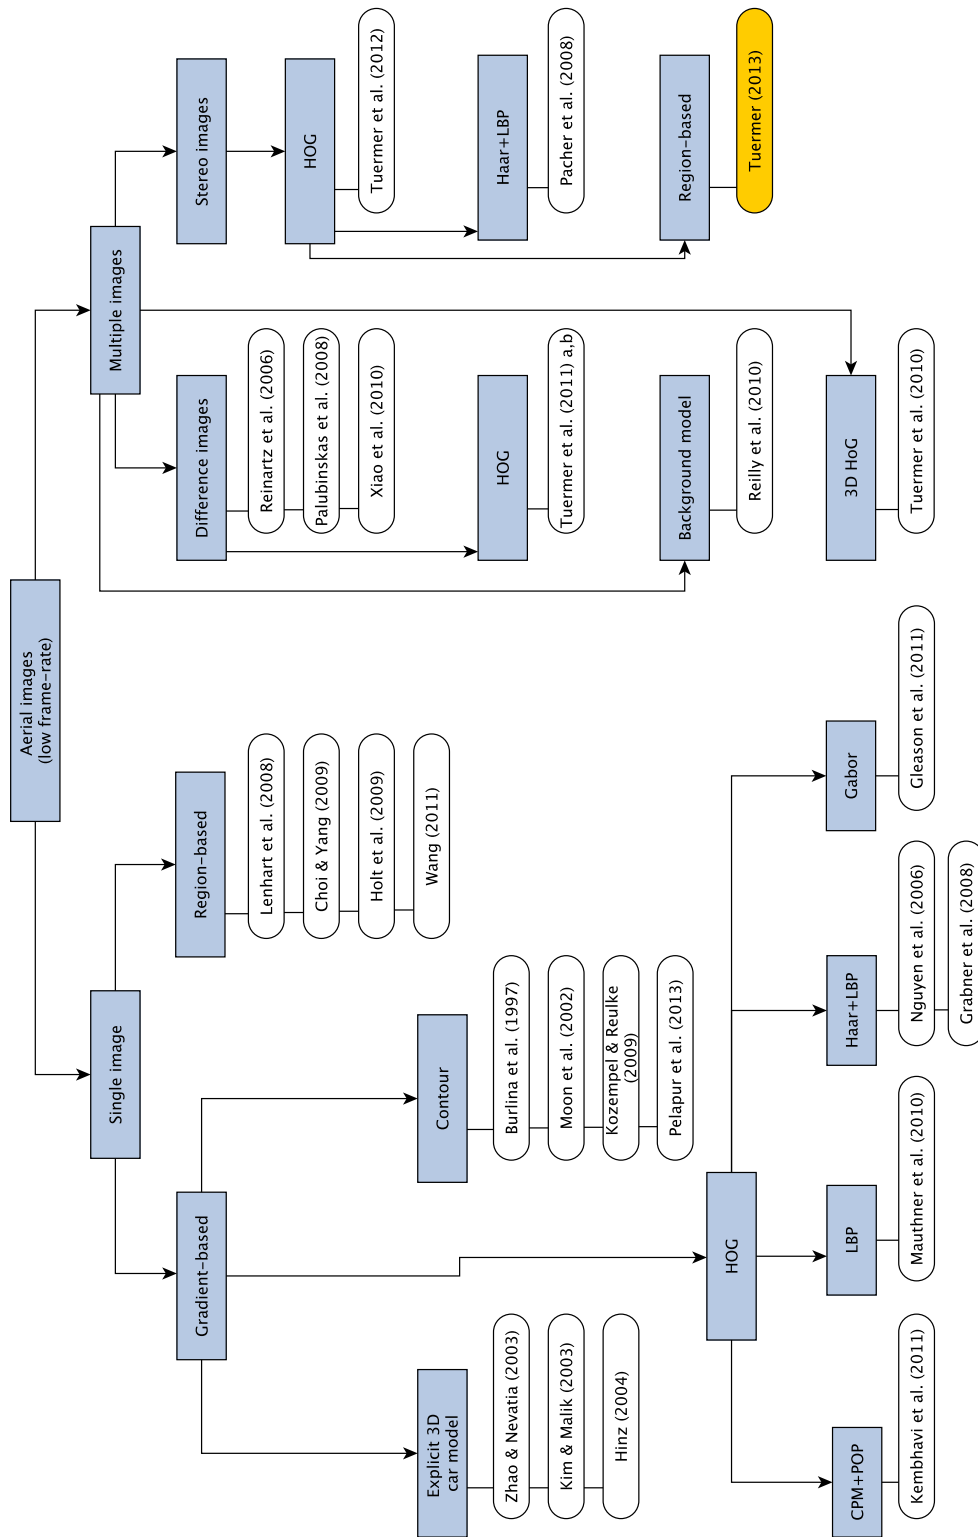 Aerial images
(low frame-rate)
Single image
Multiple images
Gradient-based
Region-based
Lenhart et al. (2008)
Choi & Yang (2009)
Holt et al. (2009)
Wang (2011)
Difference images
Reinartz et al. (2006)
Palubinskas et al. (2008)
Xiao et al. (2010)
Stereo images
HOG
Tuermer et al. (2012)
Explicit 3D
car model
Zhao & Nevatia (2003)
Kim & Malik (2003)
Hinz (2004)
Contour
Burlina et al. (1997)
Moon et al. (2002)
Kozempel & Reulke
(2009)
Pelapur et al. (2013)
HOG
Tuermer et al. (2011) a,b
Haar+LBP
Pacher et al. (2008)
Background model
Reilly et al. (2010)
Region-based
Tuermer (2013)
HOG
CPM+POP
Kembhavi et al. (2011)
LBP
Mauthner et al. (2010)
Haar+LBP
Nguyen et al. (2006)
Grabner et al. (2008)
Gabor
Gleason et al. (2011)
3D HoG
Tuermer et al. (2010)